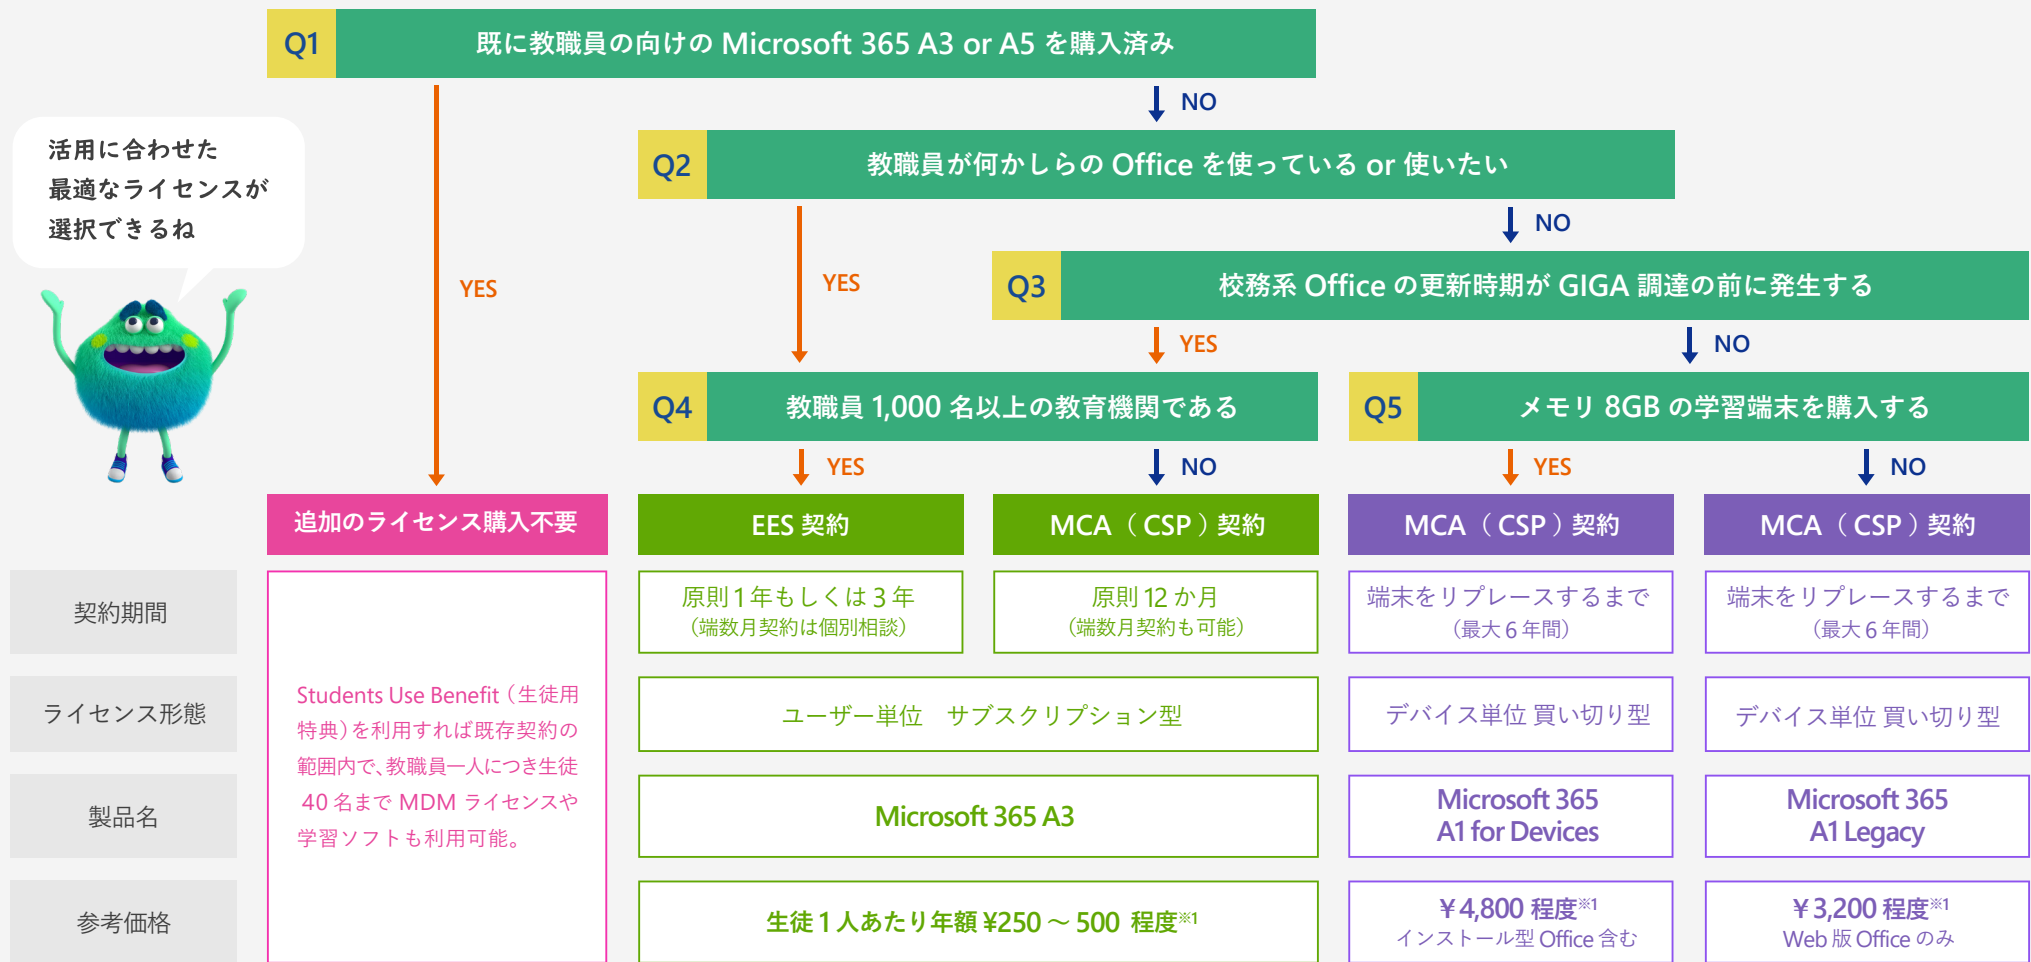 Q1 既に教職員の向けの Microsoft 365 A3 or A5 を購入済み
NO
活用に合わせた
最適なライセンスが
選択できるね
Q2 教職員が何かしらの Office を使っている or 使いたい
NO
YES
YES
Q3 校務系 Office の更新時期が GIGA 調達の前に発生する
YES
NO
Q4 教職員 1,000 名以上の教育機関である
Q5 メモリ 8GB の学習端末を購入する
YES
NO
YES
NO
追加のライセンス購入不要
EES 契約
MCA（CSP）契約
MCA（CSP）契約
MCA（CSP）契約
契約期間
原則 1 年もしくは 3 年
（端数月契約は個別相談）
原則 12 か月
（端数月契約も可能）
端末をリプレースするまで
（最大 6 年間）
端末をリプレースするまで
（最大 6 年間）
Students Use Benefit（生徒用
特典）を利用すれば既存契約の
範囲内で、教職員一人につき生徒
40 名まで MDM ライセンスや
学習ソフトも利用可能。
ライセンス形態
ユーザー単位　サブスクリプション型
デバイス単位 買い切り型
デバイス単位 買い切り型
製品名
Microsoft 365 A3
Microsoft 365
A1 for Devices
Microsoft 365
A1 Legacy
参考価格
生徒 1 人あたり年額 ¥250 ～ 500 程度※1
￥4,800 程度※1
インストール型 Office 含む
￥3,200 程度※1
Web 版 Office のみ